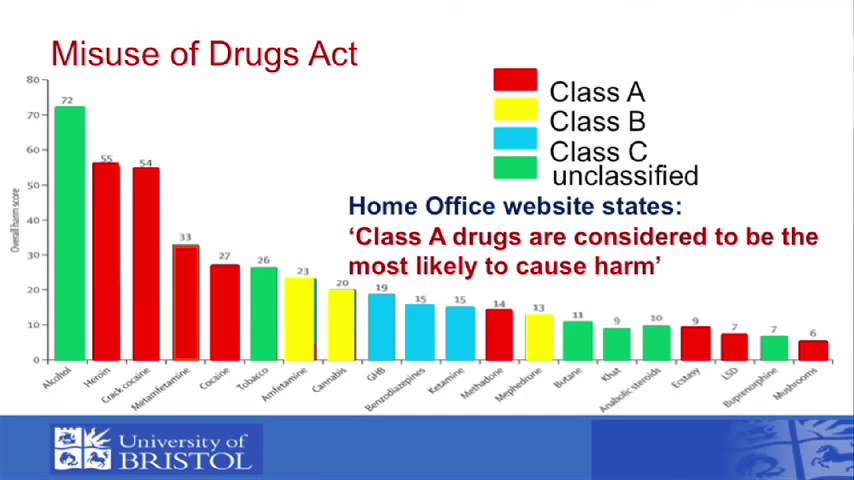 Misuse of Drugs Act
80
70
60
50
40
30
20
10
0
Overall harm score
72
55
54
33
27
26
23
20
19
15
15
14
13
11
9
10
9
7
7
6
Class A
Class B
Class C
unclassified
Home Office website states:
‘Class A drugs are considered to be the
most likely to cause harm’
Alcohol
Heroin
Crack cocaine
Metamfetamine
Cocaine
Tobacco
Amfetamine
Cannabis
GHB
Benzodiazepines
Ketamine
Methadone
Mephedrone
Butane
Khat
Anabolic steroids
Ecstasy
LSD
Buprenorphine
Mushrooms
University of
BRISTOL